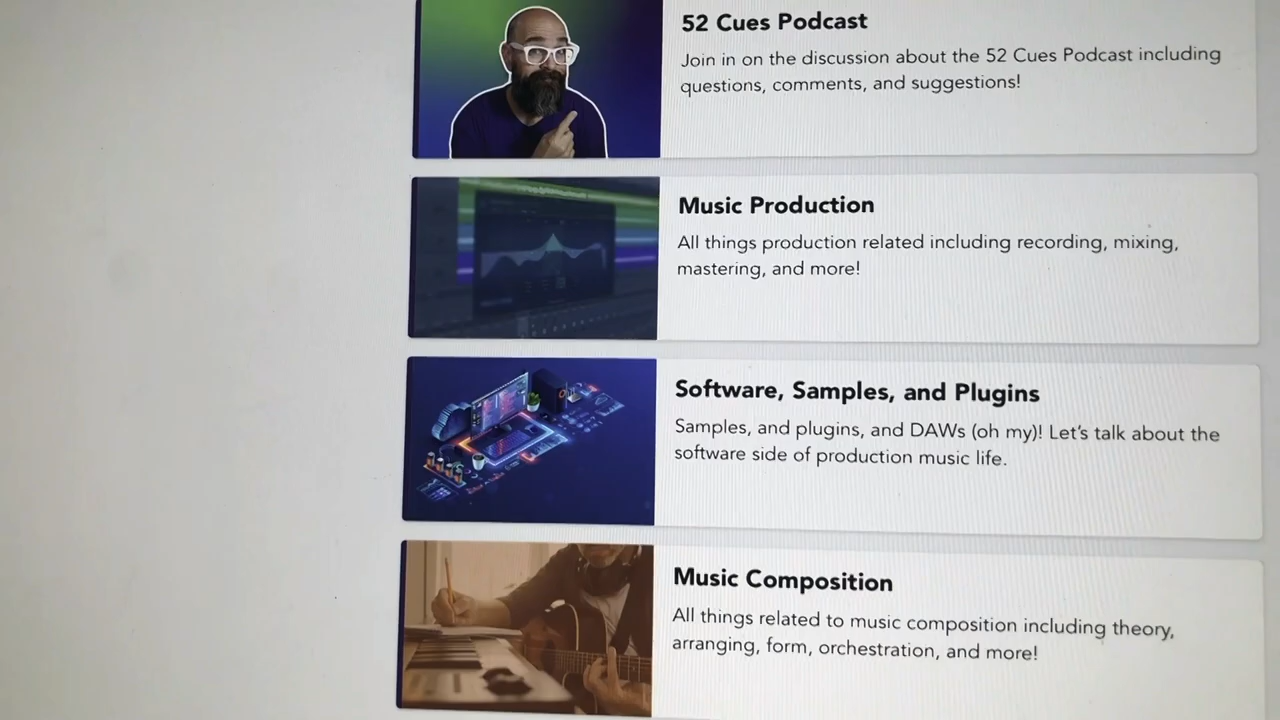 52 Cues Podcast
Join in on the discussion about the 52 Cues Podcast including
questions, comments, and suggestions!
Music Production
All things production related including recording, mixing,
mastering, and more!
Software, Samples, and Plugins
Samples, and plugins, and DAWs (oh my)! Let's talk about the
software side of production music life.
Music Composition
All things related to music composition including theory,
arranging, form, orchestration, and more!